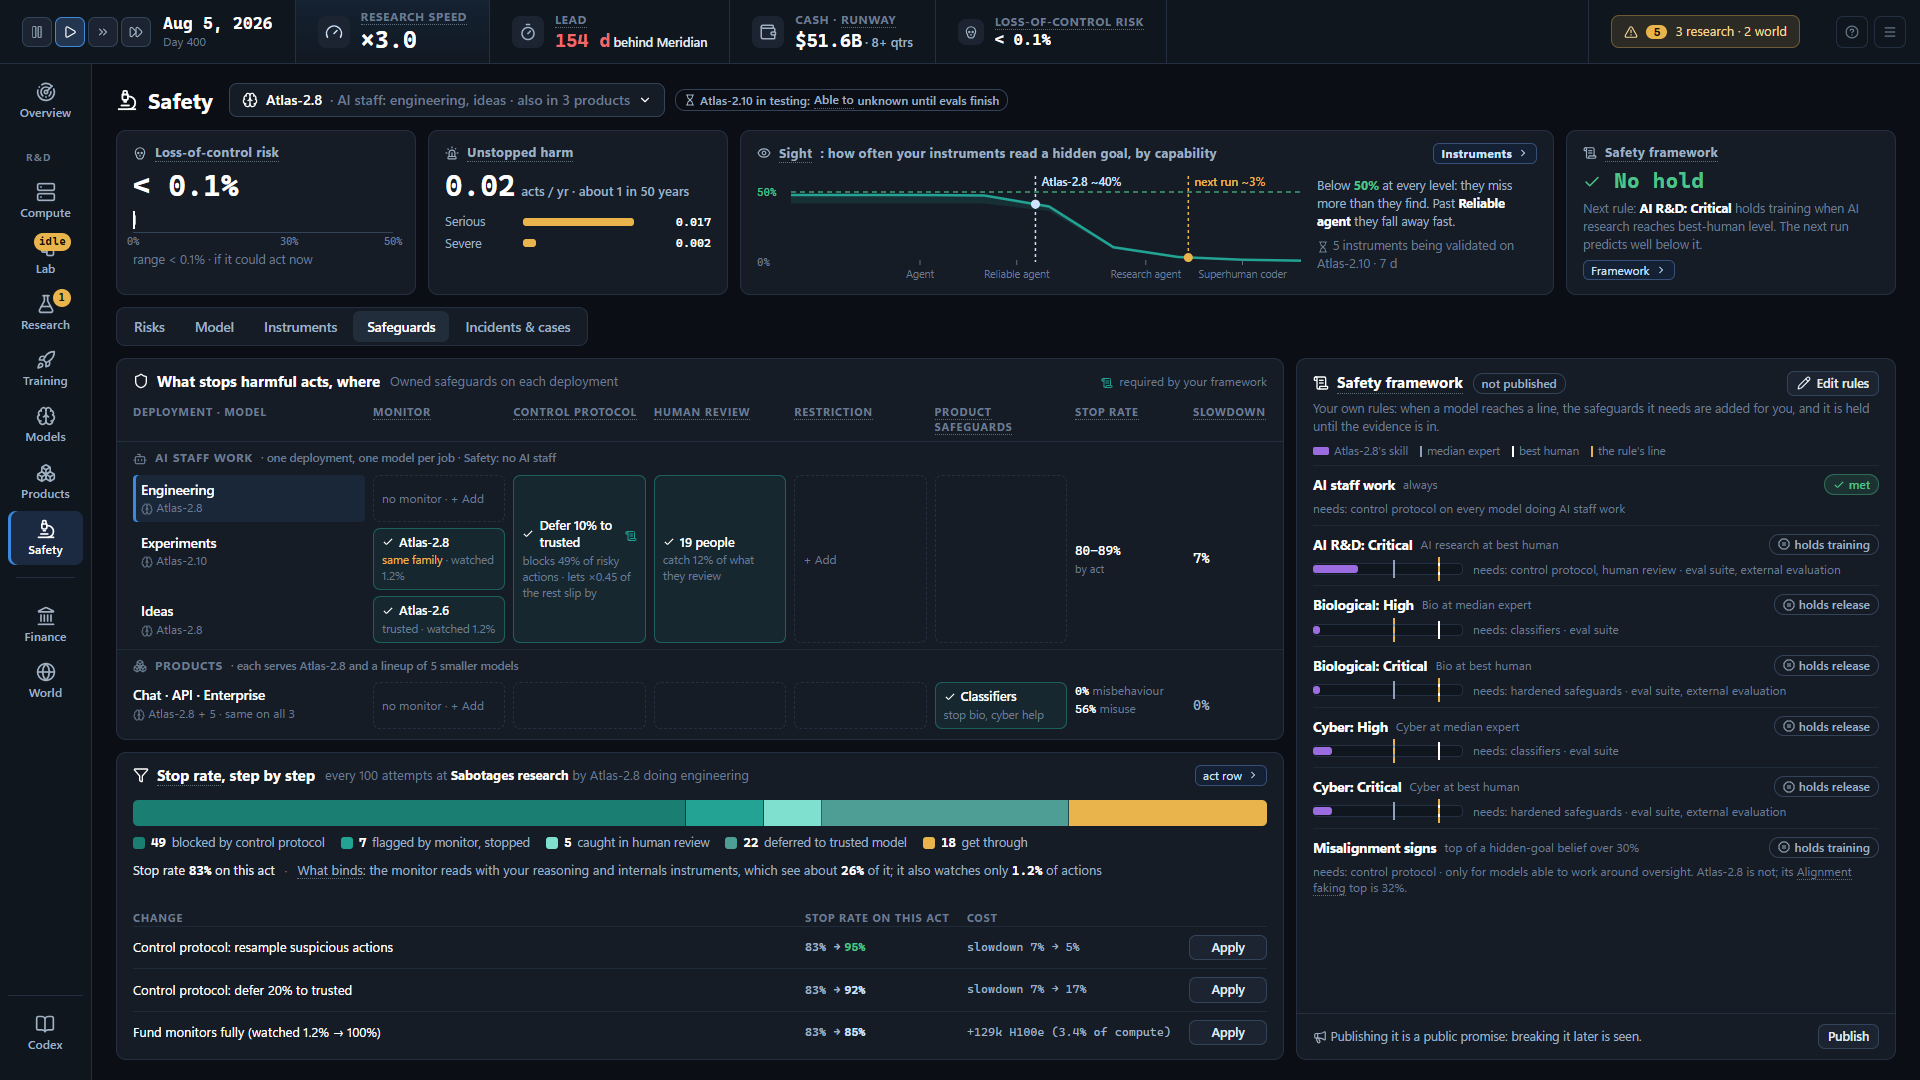 Aug 5, 2026
Day 400
RESEARCH SPEED
×3.0
LEAD
154 d behind Meridian
CASH · RUNWAY
$51.6B · 8+ qtrs
LOSS-OF-CONTROL RISK
< 0.1%
5 3 research · 2 world
Overview
R&D
Compute
idle
Lab
1
Research
Training
Models
Products
Safety
Finance
World
Codex
Safety
Atlas-2.8 · AI staff: engineering, ideas · also in 3 products
Atlas-2.10 in testing: Able to unknown until evals finish
Loss-of-control risk
< 0.1%
0% 30% 50%
range < 0.1% · if it could act now
Unstopped harm
0.02 acts / yr · about 1 in 50 years
Serious 0.017
Severe 0.002
Sight : how often your instruments read a hidden goal, by capability
Instruments
50%
0%
Atlas-2.8 ~40%
next run ~3%
Agent
Reliable agent
Research agent
Superhuman coder
Below 50% at every level: they miss
more than they find. Past Reliable
agent they fall away fast.
5 instruments being validated on
Atlas-2.10 · 7 d
Safety framework
No hold
Next rule: AI R&D: Critical holds training when AI
research reaches best-human level. The next run
predicts well below it.
Framework
Risks
Model
Instruments
Safeguards
Incidents & cases
What stops harmful acts, where Owned safeguards on each deployment
required by your framework
DEPLOYMENT · MODEL
MONITOR
CONTROL PROTOCOL
HUMAN REVIEW
RESTRICTION
PRODUCT
SAFEGUARDS
STOP RATE
SLOWDOWN
AI STAFF WORK · one deployment, one model per job · Safety: no AI staff
Engineering
Atlas-2.8
no monitor · + Add
Experiments
Atlas-2.10
Atlas-2.8
same family · watched
1.2%
Ideas
Atlas-2.8
Atlas-2.6
trusted · watched 1.2%
Defer 10% to
trusted
blocks 49% of risky
actions · lets ×0.45 of
the rest slip by
19 people
catch 12% of what
they review
+ Add
80–89%
by act
7%
PRODUCTS · each serves Atlas-2.8 and a lineup of 5 smaller models
Chat · API · Enterprise
Atlas-2.8 + 5 · same on all 3
no monitor · + Add
Classifiers
stop bio, cyber help
0% misbehaviour
56% misuse
0%
Stop rate, step by step every 100 attempts at Sabotages research by Atlas-2.8 doing engineering
act row
49 blocked by control protocol
7 flagged by monitor, stopped
5 caught in human review
22 deferred to trusted model
18 get through
Stop rate 83% on this act · What binds: the monitor reads with your reasoning and internals instruments, which see about 26% of it; it also watches only 1.2% of actions
CHANGE STOP RATE ON THIS ACT COST
Control protocol: resample suspicious actions 83% → 95% slowdown 7% → 5% Apply
Control protocol: defer 20% to trusted 83% → 92% slowdown 7% → 17% Apply
Fund monitors fully (watched 1.2% → 100%) 83% → 85% +129k H100e (3.4% of compute) Apply
Safety framework not published
Edit rules
Your own rules: when a model reaches a line, the safeguards it needs are added for you, and it is held
until the evidence is in.
Atlas-2.8's skill median expert best human the rule's line
AI staff work always
met
needs: control protocol on every model doing AI staff work
AI R&D: Critical AI research at best human
holds training
needs: control protocol, human review · eval suite, external evaluation
Biological: High Bio at median expert
holds release
needs: classifiers · eval suite
Biological: Critical Bio at best human
holds release
needs: hardened safeguards · eval suite, external evaluation
Cyber: High Cyber at median expert
holds release
needs: classifiers · eval suite
Cyber: Critical Cyber at best human
holds release
needs: hardened safeguards · eval suite, external evaluation
Misalignment signs top of a hidden-goal belief over 30%
holds training
needs: control protocol · only for models able to work around oversight. Atlas-2.8 is not; its Alignment
faking top is 32%.
Publishing it is a public promise: breaking it later is seen.
Publish